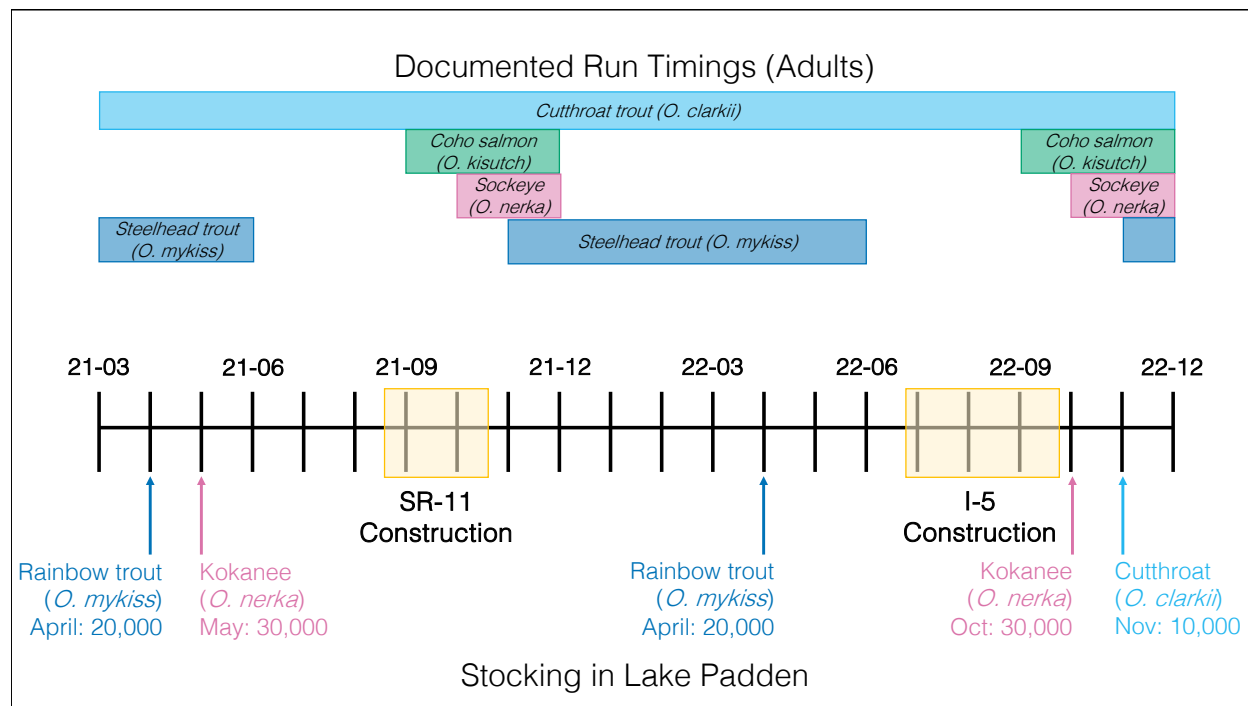 Documented Run Timings (Adults)
Cutthroat trout (O. clarkii)
Coho salmon
(O. kisutch)
Coho salmon
(O. kisutch)
Sockeye
(O. nerka)
Sockeye
(O. nerka)
Steelhead trout
(O. mykiss)
Steelhead trout (O. mykiss)
21-03
21-06
21-09
21-12
22-03
22-06
22-09
22-12
SR-11
Construction
I-5
Construction
Rainbow trout
(O. mykiss)
April: 20,000
Kokanee
(O. nerka)
May: 30,000
Rainbow trout
(O. mykiss)
April: 20,000
Kokanee
(O. nerka)
Oct: 30,000
Cutthroat
(O. clarkii)
Nov: 10,000
Stocking in Lake Padden